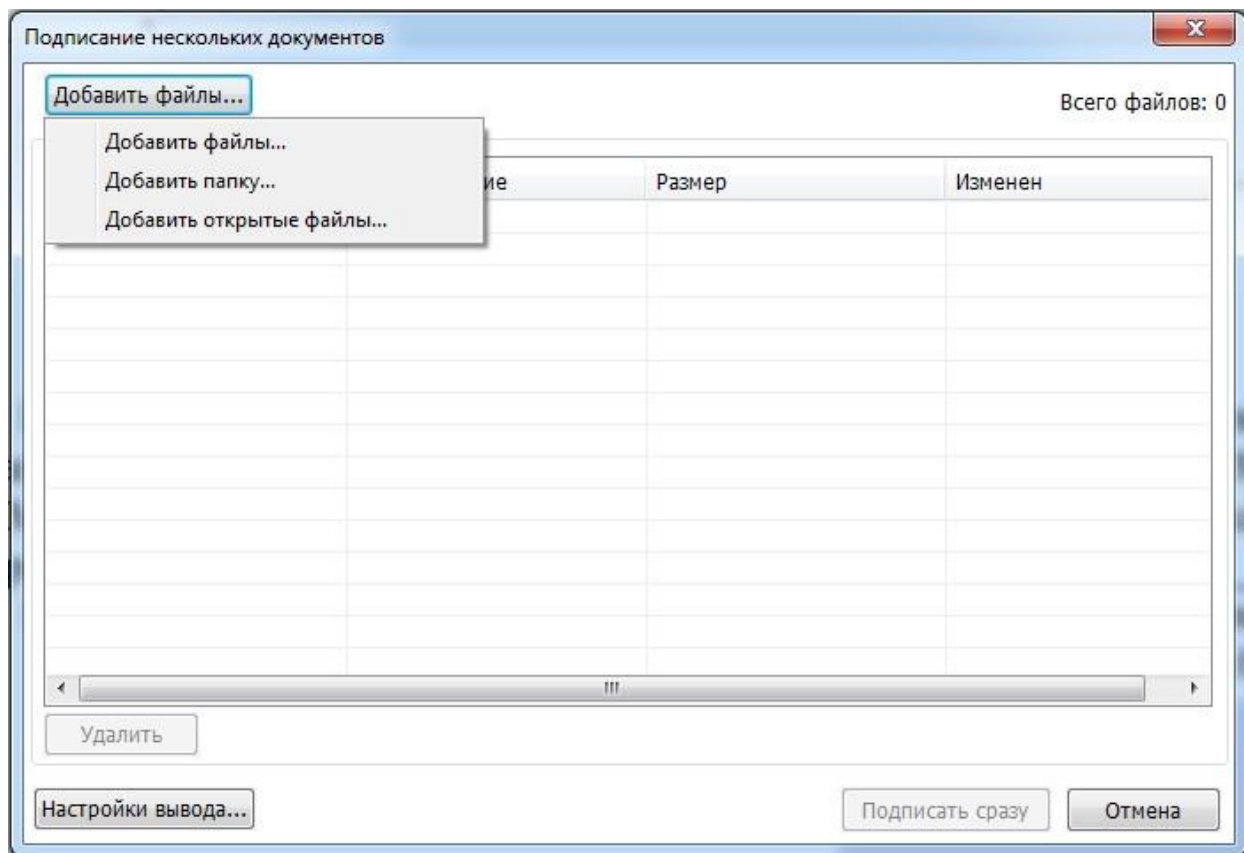 Подписание нескольких документов
Добавить файлы...
Всего файлов: 0
Добавить файлы...
Добавить папку...
Добавить открытые файлы...
Размер
Изменен
Удалить
Настройки вывода...
Подписать сразу
Отмена